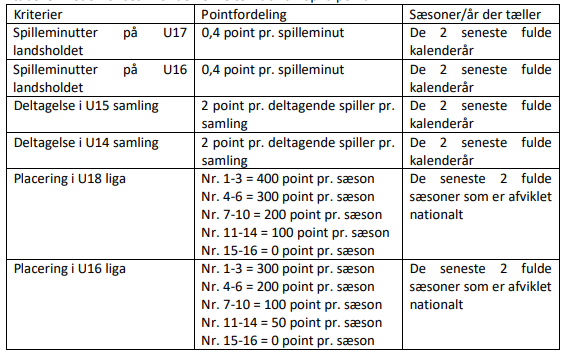 Kriterier Pointfordeling Sæsoner/år der tæller
Spilleminutter på U17 0,4 point pr. spilleminut De 2 seneste fulde
landsholdet kalenderår
Spilleminutter på U16 0,4 point pr. spilleminut De 2 seneste fulde
landsholdet kalenderår
Deltagelse i U15 samling 2 point pr. deltagende spiller pr. De 2 seneste fulde
samling kalenderår
Deltagelse i U14 samling 2 point pr. deltagende spiller pr. De 2 seneste fulde
samling kalenderår
Placering i U18 liga Nr. 1-3 = 400 point pr. sæson De seneste 2 fulde
Nr. 4-6 = 300 point pr. sæson sæsoner som er afviklet
Nr. 7-10 = 200 point pr. sæson nationalt
Nr. 11-14 = 100 point pr. sæson
Nr. 15-16 = 0 point pr. sæson
Placering i U16 liga Nr. 1-3 = 300 point pr. sæson De seneste 2 fulde
Nr. 4-6 = 200 point pr. sæson sæsoner som er afviklet
Nr. 7-10 = 100 point pr. sæson nationalt
Nr. 11-14 = 50 point pr. sæson
Nr. 15-16 = 0 point pr. sæson